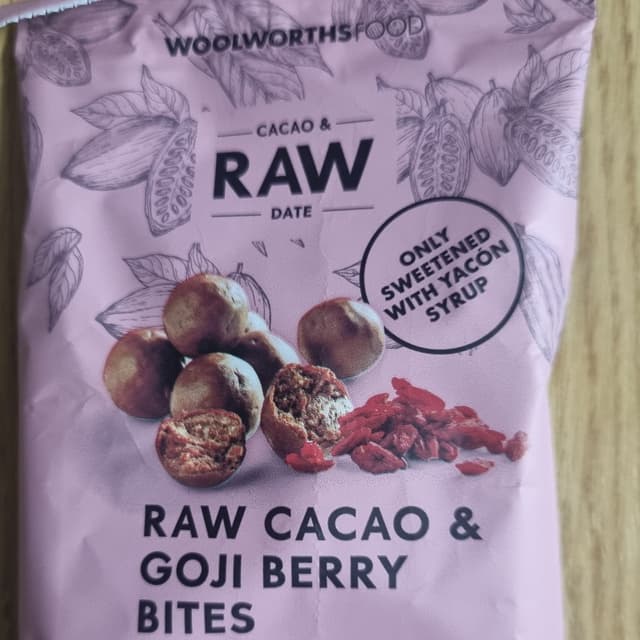 WOOLWORTHSFOOD
CACAO &
RAW
DATE
ONLY
SWEETENED
WITH YACÓN
SYRUP
RAW CACAO &
GOJI BERRY
BITES